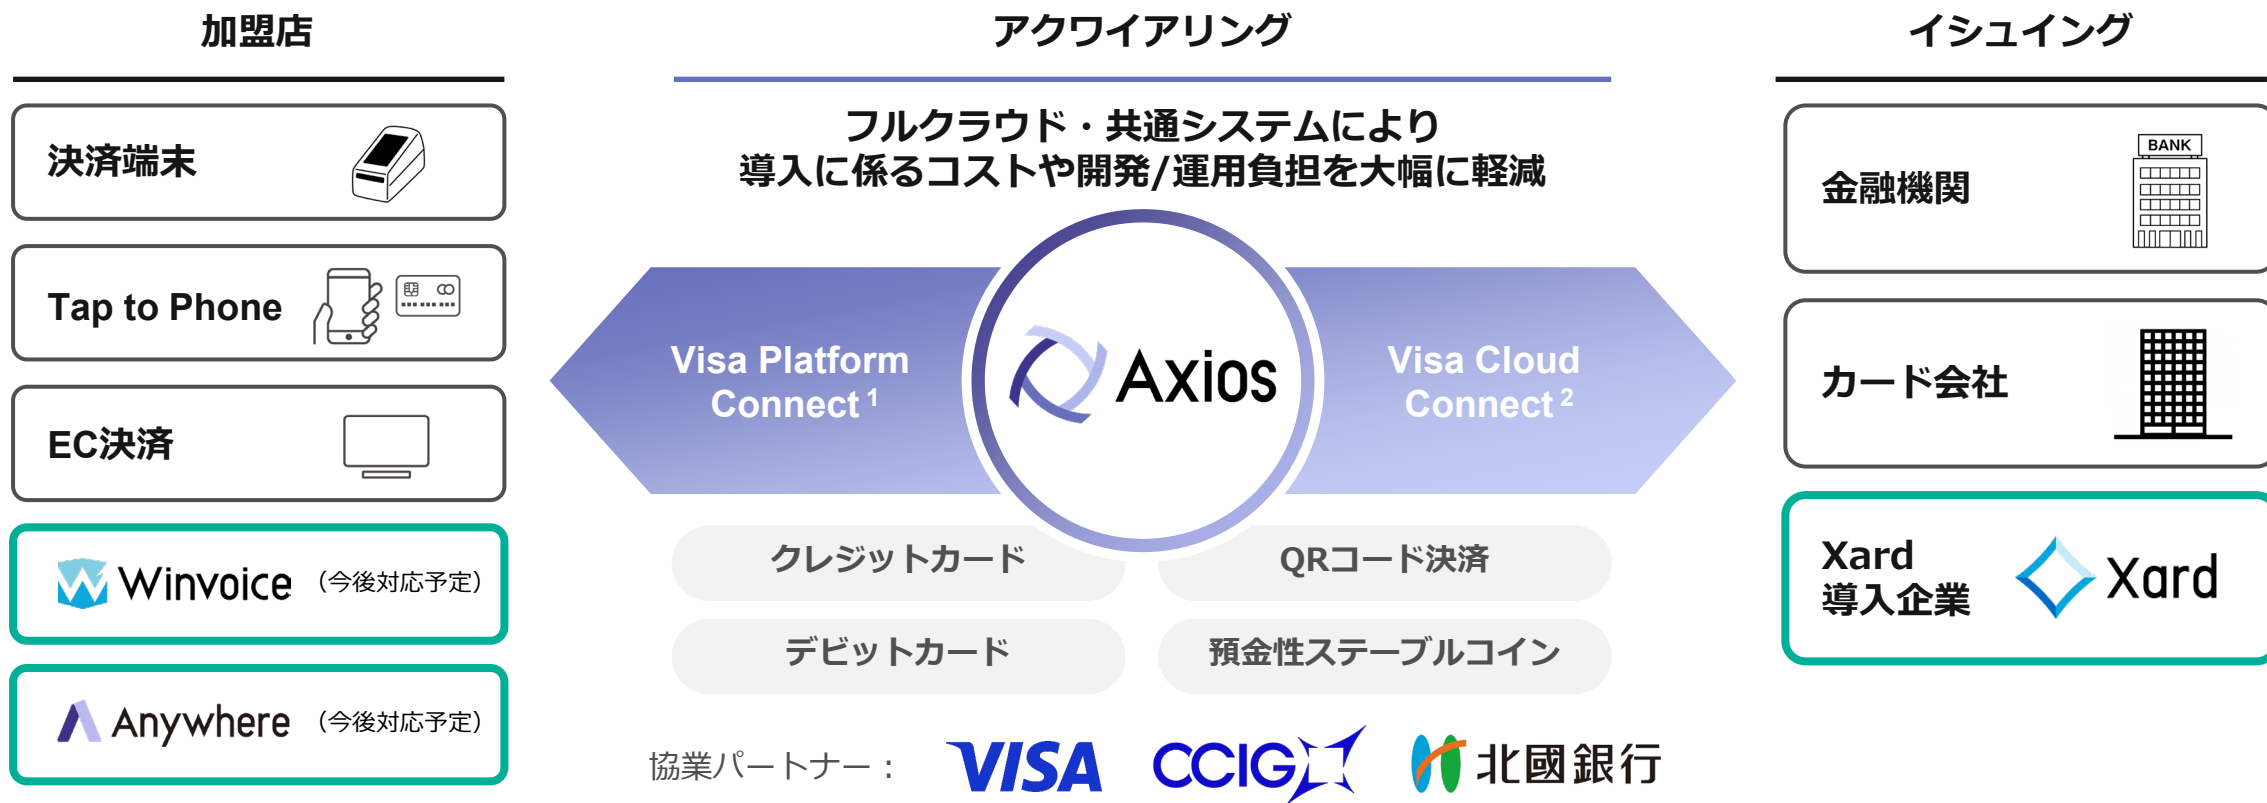 加盟店
決済端末
Tap to Phone
EC決済
Winvoice (今後対応予定)
Anywhere (今後対応予定)
アクワイアリング
フルクラウド・共通システムにより
導入に係るコストや開発/運用負担を大幅に軽減
Visa Platform
Connect 1
Axios
Visa Cloud
Connect 2
クレジットカード
QRコード決済
デビットカード
預金性ステーブルコイン
協業パートナー：
VISA
CCIG
北國銀行
イシュイング
金融機関
BANK
カード会社
Xard
導入企業
Xard